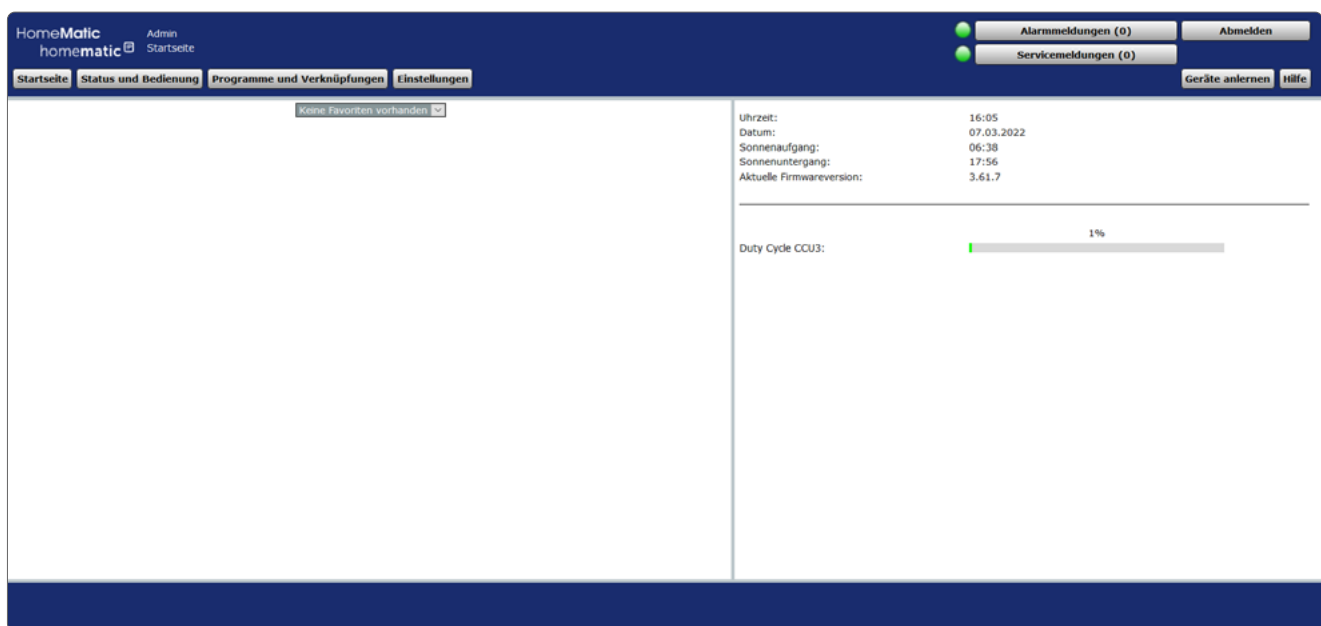 HomeMatic
homematic IP
Admin
Startseite
Alarmmeldungen (0)
Abmelden
Servicemeldungen (0)
Startseite
Status und Bedienung
Programme und Verknüpfungen
Einstellungen
Geräte anlernen
Hilfe
Keine Favoriten vorhanden
Uhrzeit: 16:05
Datum: 07.03.2022
Sonnenaufgang: 06:38
Sonnenuntergang: 17:56
Aktuelle Firmwareversion: 3.61.7
1%
Duty Cycle CCU3: